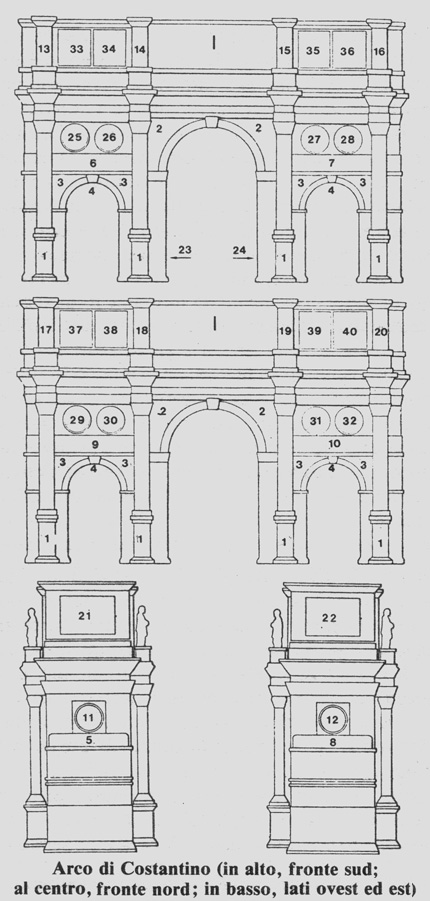 13 33 34 14 I 15 35 36 16
25 26 2 2 27 28
6 7
3 4 3 3 4 3
1 1 23 24 1 1
17 37 38 18 I 19 39 40 20
29 30 2 2 31 32
9 10
3 4 3 3 4 3
1 1 1 1
21 22
11 12
5 8
Arco di Costantino (in alto, fronte sud;
al centro, fronte nord; in basso, lati ovest ed est)